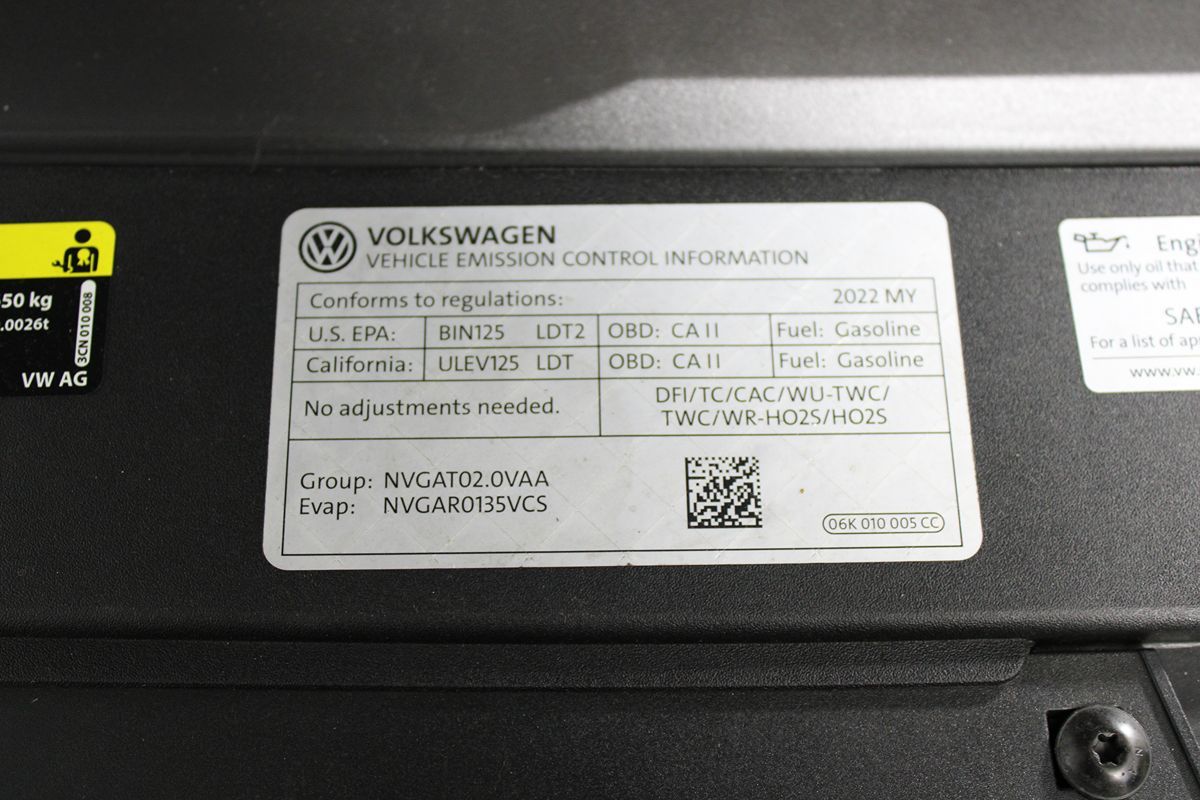 VOLKSWAGEN
VEHICLE EMISSION CONTROL INFORMATION
Conforms to regulations: 2022 MY
U.S. EPA: BIN125 LDT2 OBD: CA II Fuel: Gasoline
California: ULEV125 LDT OBD: CA II Fuel: Gasoline
No adjustments needed.
DFI/TC/CAC/WU-TWC/
TWC/WR-HO2S/HO2S
Group: NVGAT02.0VAA
Evap: NVGAR0135VCS
06K 010 005 CC
50 kg
.0026t
3CN 010 008
VW AG
Use only oil that
complies with
For a list of
www.